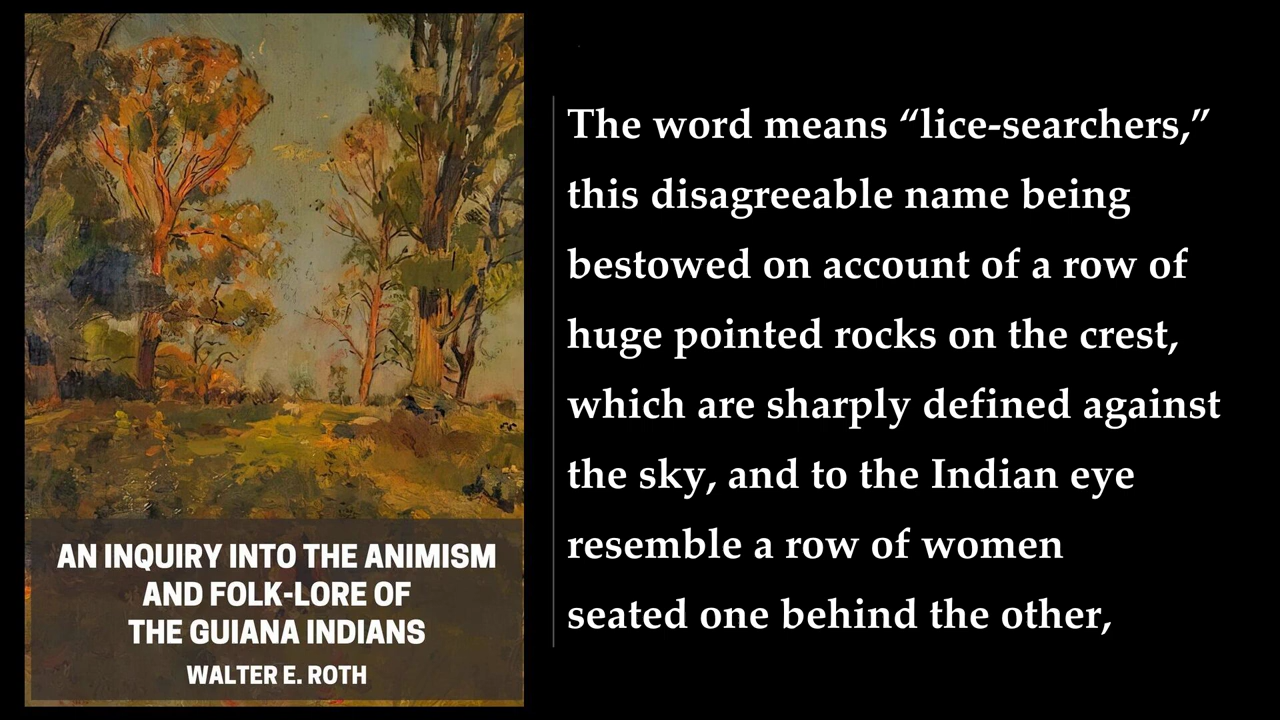 AN INQUIRY INTO THE ANIMISM
AND FOLK-LORE OF
THE GUIANA INDIANS
WALTER E. ROTH
The word means “lice-searchers,”
this disagreeable name being
bestowed on account of a row of
huge pointed rocks on the crest,
which are sharply defined against
the sky, and to the Indian eye
resemble a row of women
seated one behind the other,